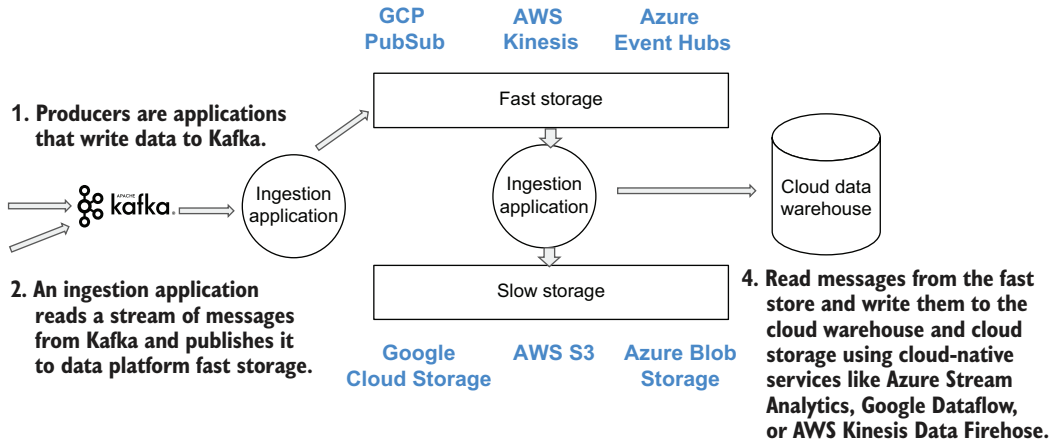 GCP
PubSub
AWS
Kinesis
Azure
Event Hubs
Fast storage
1. Producers are applications
that write data to Kafka.
APACHE
kafka.
Ingestion
application
Ingestion
application
Cloud data
warehouse
Slow storage
2. An ingestion application
reads a stream of messages
from Kafka and publishes it
to data platform fast storage.
Google
Cloud Storage
AWS S3
Azure Blob
Storage
4. Read messages from the fast
store and write them to the
cloud warehouse and cloud
storage using cloud-native
services like Azure Stream
Analytics, Google Dataflow,
or AWS Kinesis Data Firehose.